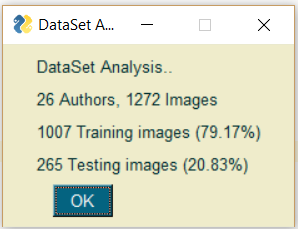 DataSet A...
DataSet Analysis..
26 Authors, 1272 Images
1007 Training images (79.17%)
265 Testing images (20.83%)
OK